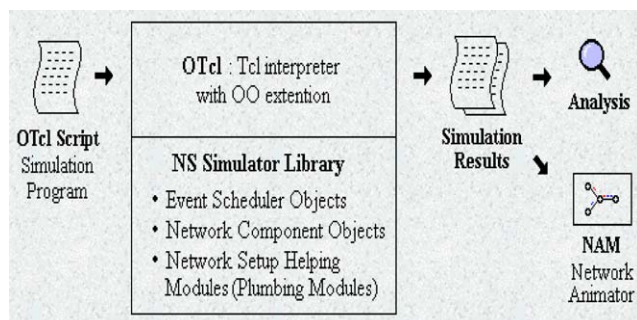 OTcl Script
Simulation
Program
OTcl : Tcl interpreter
with OO extention
NS Simulator Library
• Event Scheduler Objects
• Network Component Objects
• Network Setup Helping
Modules (Plumbing Modules)
Simulation
Results
Analysis
NAM
Network
Animator